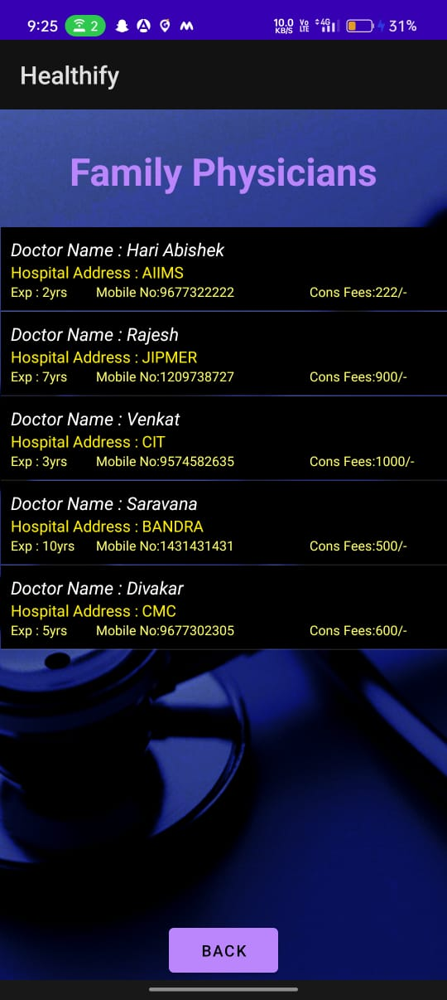 9:25 2 10.0 KB/S Vo LTE 4G 31%
Healthify
Family Physicians
Doctor Name : Hari Abishek
Hospital Address : AIIMS
Exp : 2yrs Mobile No:9677322222 Cons Fees:222/-
Doctor Name : Rajesh
Hospital Address : JIPMER
Exp : 7yrs Mobile No:1209738727 Cons Fees:900/-
Doctor Name : Venkat
Hospital Address : CIT
Exp : 3yrs Mobile No:9574582635 Cons Fees:1000/-
Doctor Name : Saravana
Hospital Address : BANDRA
Exp : 10yrs Mobile No:1431431431 Cons Fees:500/-
Doctor Name : Divakar
Hospital Address : CMC
Exp : 5yrs Mobile No:9677302305 Cons Fees:600/-
BACK